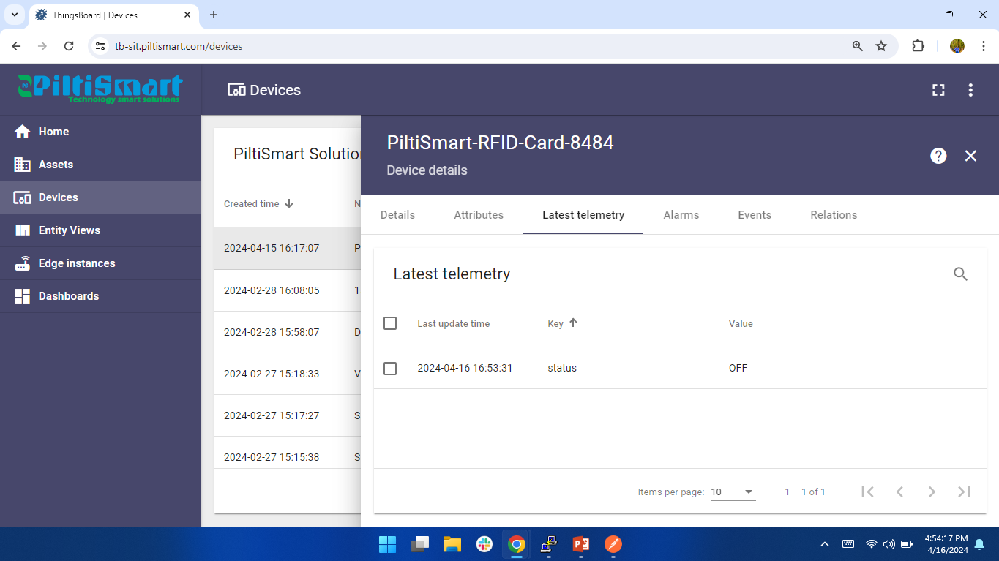 ThingsBoard | Devices
tb-sit.piltismart.com/devices
PiltiSmart
Technology smart solutions
Devices
Home
Assets
Devices
Entity Views
Edge instances
Dashboards
PiltiSmart Solution
Created time N
2024-04-15 16:17:07 P
2024-02-28 16:08:05 1
2024-02-28 15:58:07 D
2024-02-27 15:18:33 V
2024-02-27 15:17:27 S
2024-02-27 15:15:38 S
PiltiSmart-RFID-Card-8484
Device details
Details Attributes Latest telemetry Alarms Events Relations
Latest telemetry
Last update time Key Value
2024-04-16 16:53:31 status OFF
Items per page: 10 1 – 1 of 1
4:54:17 PM
4/16/2024